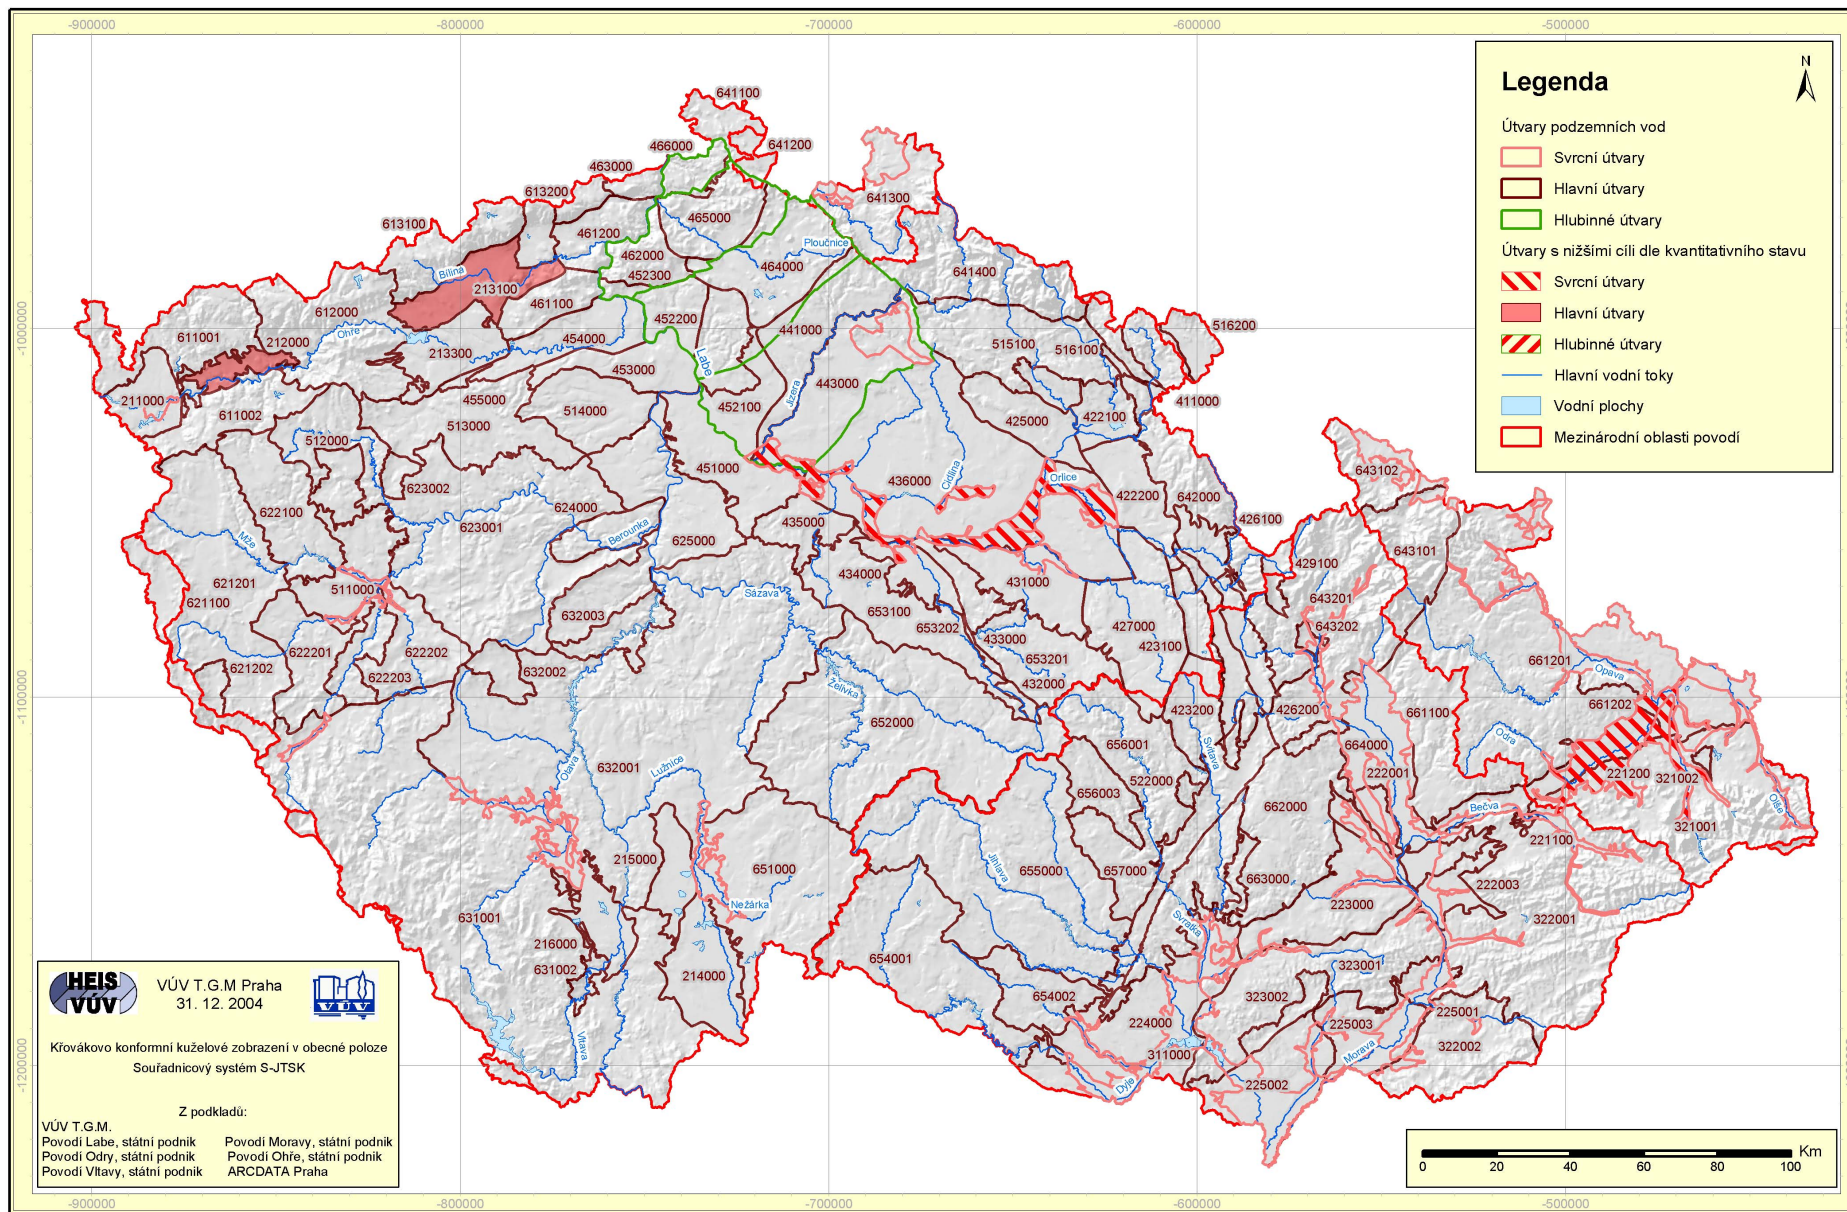 -900000
-800000
-700000
-600000
-500000
Legenda
N
Útvary podzemních vod
Svrcní útvary
Hlavní útvary
Hlubinné útvary
Útvary s nižšími cíli dle kvantitativního stavu
Svrcní útvary
Hlavní útvary
Hlubinné útvary
Hlavní vodní toky
Vodní plochy
Mezinárodní oblasti povodí
641100
466000
641200
463000
613200
641300
613100
465000
461200
Ploučnice
462000
464000
641400
452300
Bílina
213100
461100
612000
452200
441000
516200
-1000000
611001
212000
Ohře
454000
515100
516100
213300
Labe
453000
443000
Jizera
211000
455000
452100
411000
611002
514000
425000
422100
513000
512000
451000
643102
436000
Cidlina
Orlice
623002
422200
642000
624000
622100
435000
426100
623001
Berounka
Mže
625000
643101
429100
434000
431000
621201
511000
Sázava
643201
621100
653100
632003
653202
427000
643202
433000
423100
622201
622202
653201
661201
621202
622203
632002
432000
Opava
Želivka
-1100000
661202
423200
426200
661100
652000
Odra
656001
Svitava
664000
632001
Lužnice
Otava
222001
221200
321002
522000
656003
662000
Bečva
Olše
321001
221100
215000
Jihlava
651000
655000
657000
663000
222003
Nežárka
223000
631001
Svratka
322001
216000
654001
631002
214000
323001
654002
323002
225001
224000
225003
Vltava
322002
311000
Morava
Dyje
225002
-1200000
HEIS
VÚV
VÚV T.G.M Praha
31. 12. 2004
VÚV
Křovákovo konformní kuželové zobrazení v obecné poloze
Souřadnicový systém S-JTSK
Z podkladů:
VÚV T.G.M.
Povodí Labe, státní podnik Povodí Moravy, státní podnik
Povodí Odry, státní podnik Povodí Ohře, státní podnik
Povodí Vltavy, státní podnik ARCDATA Praha
Km
0 20 40 60 80 100
-900000
-800000
-700000
-600000
-500000